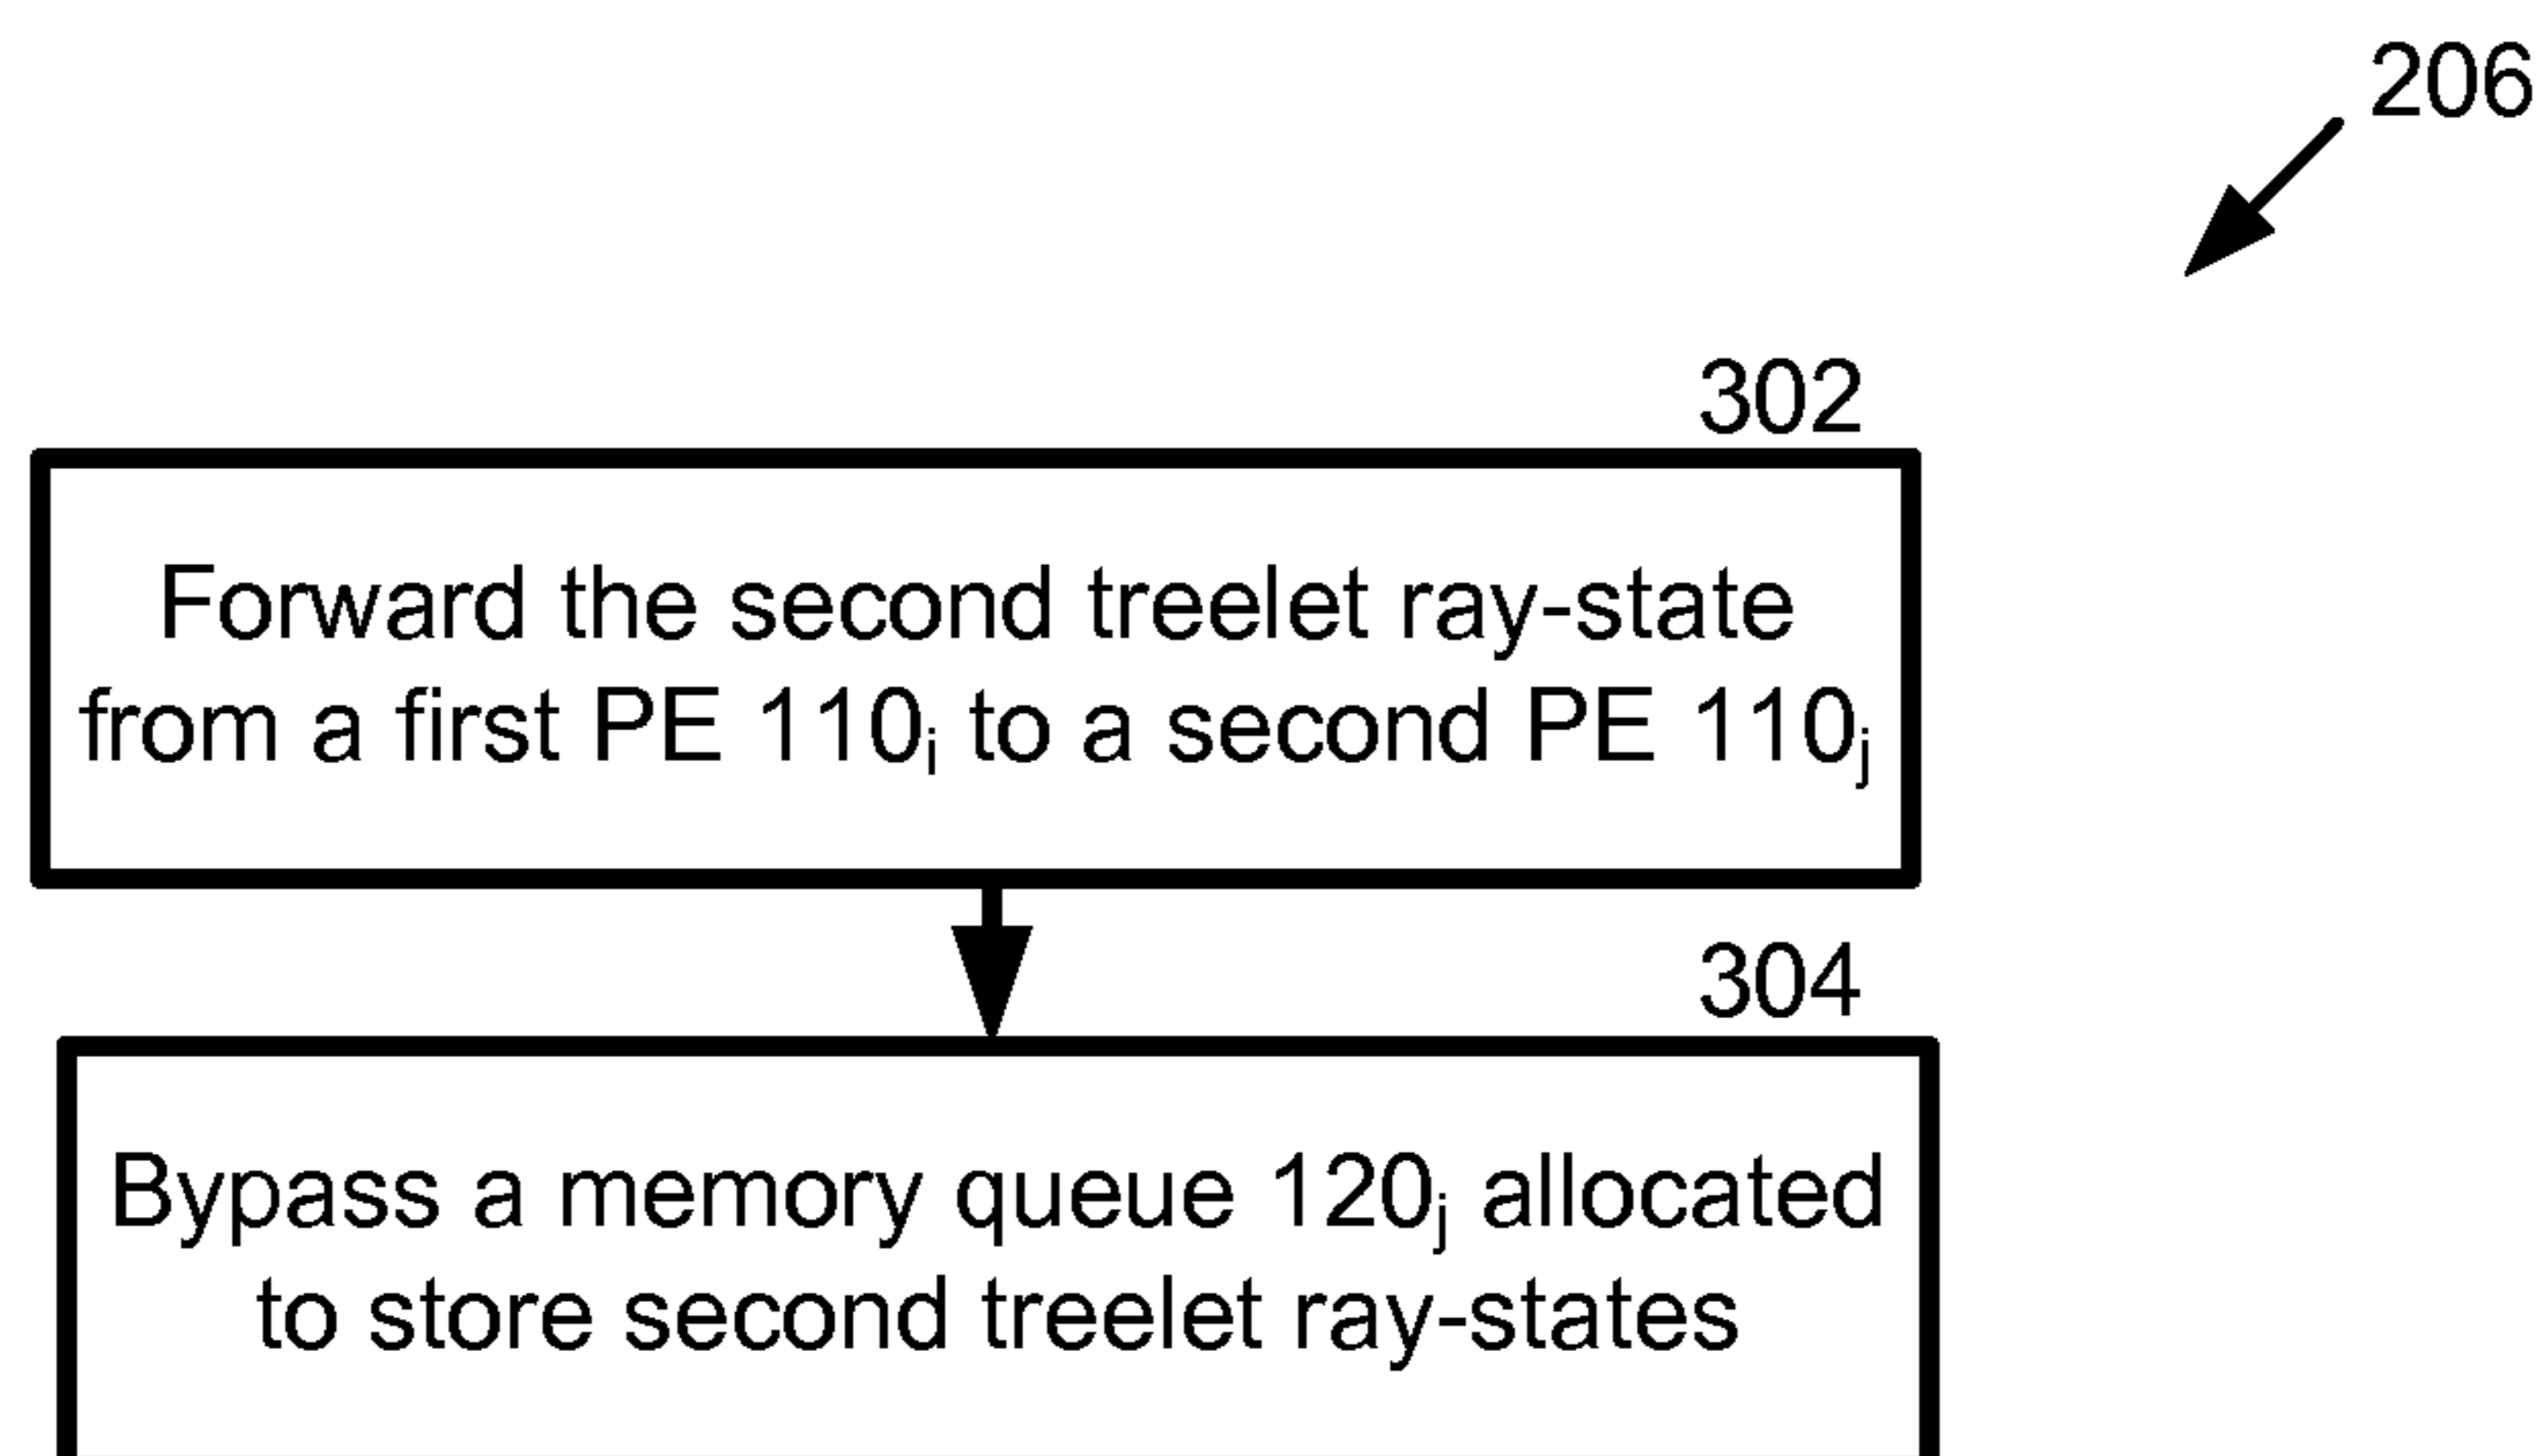 206
302
Forward the second treelet ray-state
from a first PE 110ᵢ to a second PE 110ⱼ
304
Bypass a memory queue 120ⱼ allocated
to store second treelet ray-states